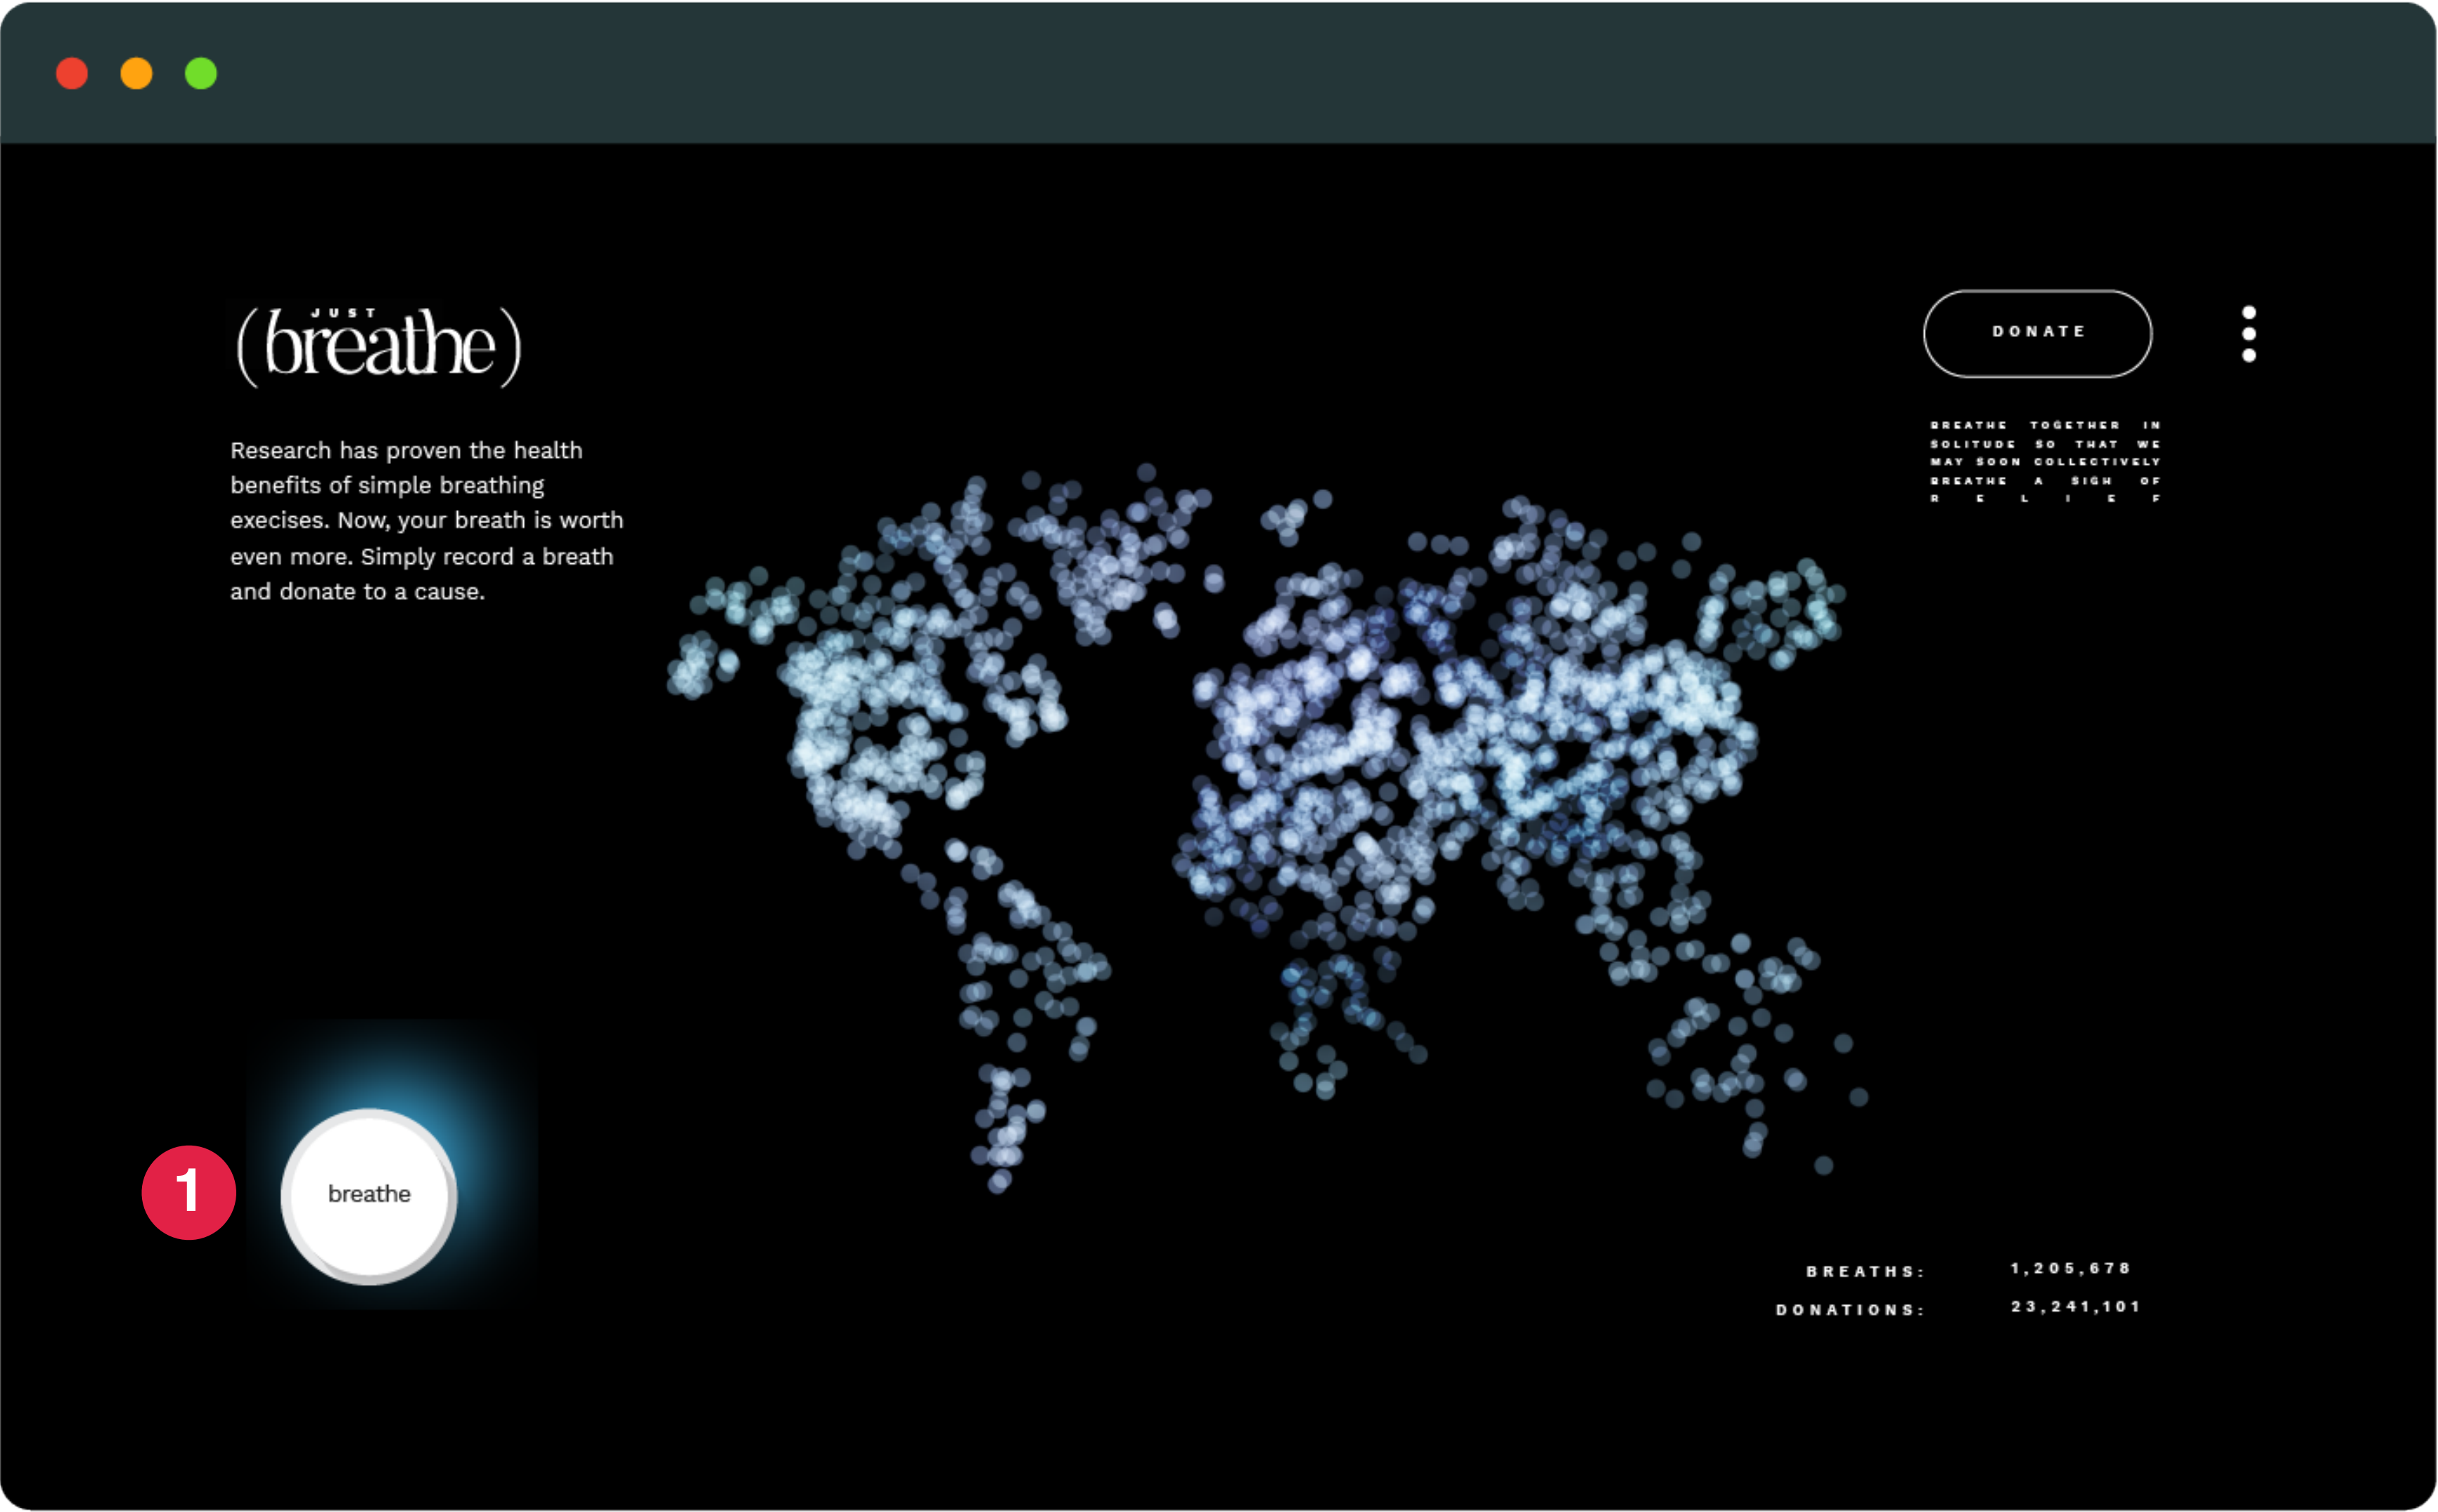 JUST
(breathe)
Research has proven the health
benefits of simple breathing
execises. Now, your breath is worth
even more. Simply record a breath
and donate to a cause.
DONATE
BREATHE TOGETHER IN
SOLITUDE SO THAT WE
MAY SOON COLLECTIVELY
BREATHE A SIGH OF
RELIEF
1
breathe
BREATHS: 1,205,678
DONATIONS: 23,241,101